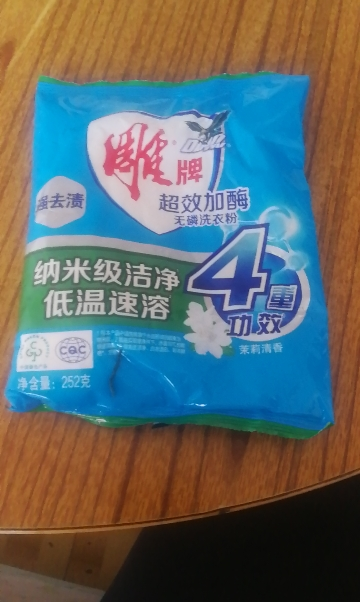 雕牌
超效加酶
无磷洗衣粉
强去渍
4重
功效
纳米级洁净
低温速溶
茉莉清香
CQC
净含量：252克